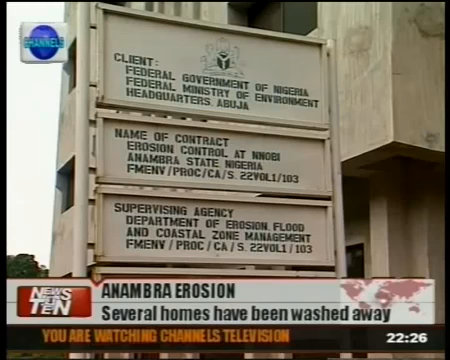 CHANNELS
CLIENT:
FEDERAL GOVERNMENT OF NIGERIA
FEDERAL MINISTRY OF ENVIRONMENT
HEADQUARTERS, ABUJA
NAME OF CONTRACT
EROSION CONTROL AT NNOBI
ANAMBRA STATE, NIGERIA
FMENV/PROC/CA/S. 22VOL1/103
SUPERVISING AGENCY
DEPARTMENT OF EROSION, FLOOD
AND COASTAL ZONE MANAGEMENT
FMENV/PROC/CA/S. 22VOL1/103
NEWS
TEN
ANAMBRA EROSION
Several homes have been washed away
YOU ARE WATCHING CHANNELS TELEVISION
22:26